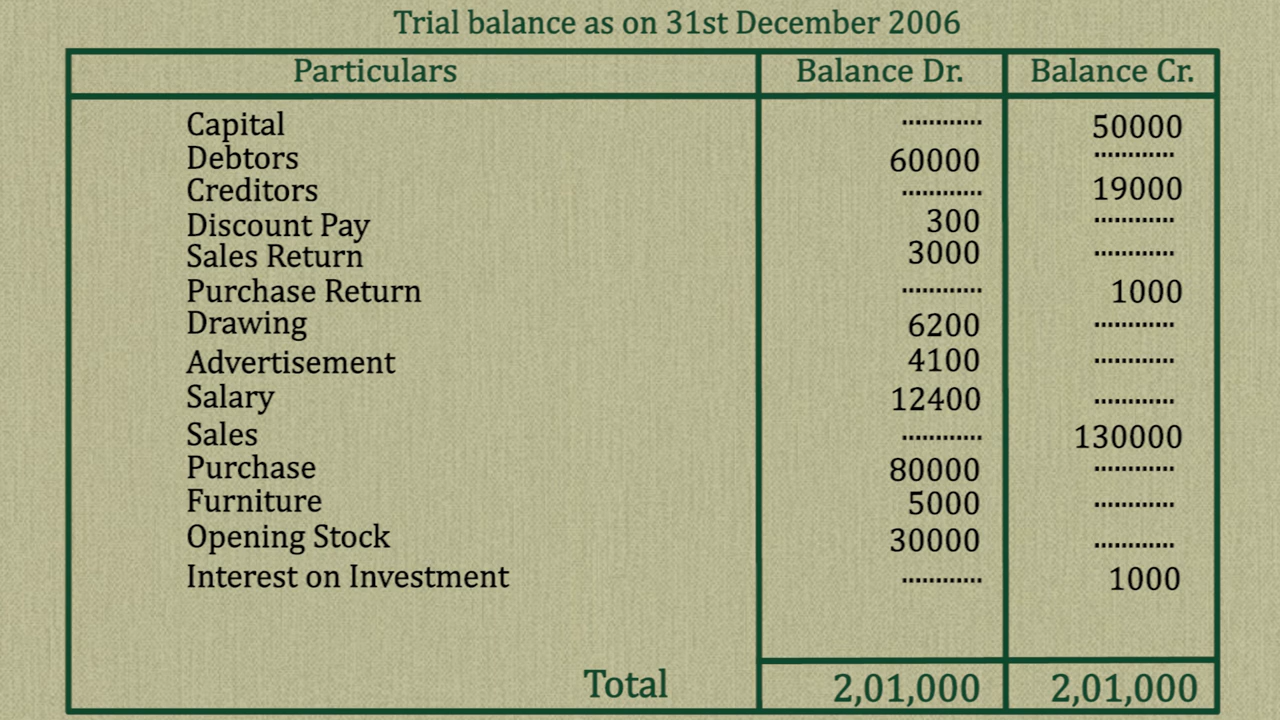 Trial balance as on 31st December 2006
Particulars Balance Dr. Balance Cr.
Capital ............ 50000
Debtors 60000 ............
Creditors ............ 19000
Discount Pay 300 ............
Sales Return 3000 ............
Purchase Return ............ 1000
Drawing 6200 ............
Advertisement 4100 ............
Salary 12400 ............
Sales ............ 130000
Purchase 80000 ............
Furniture 5000 ............
Opening Stock 30000 ............
Interest on Investment ............ 1000
Total 2,01,000 2,01,000